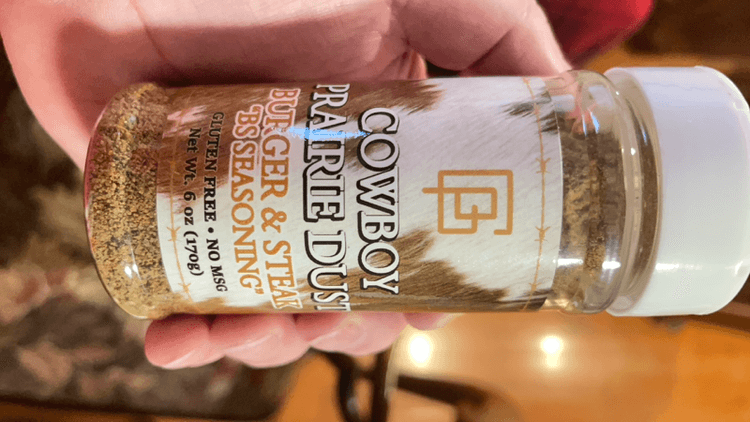 COWBOY
PRAIRIE DUST
BURGER & STEAK
"BS SEASONING"
GLUTEN FREE • NO MSG
Net Wt. 6 oz (170g)